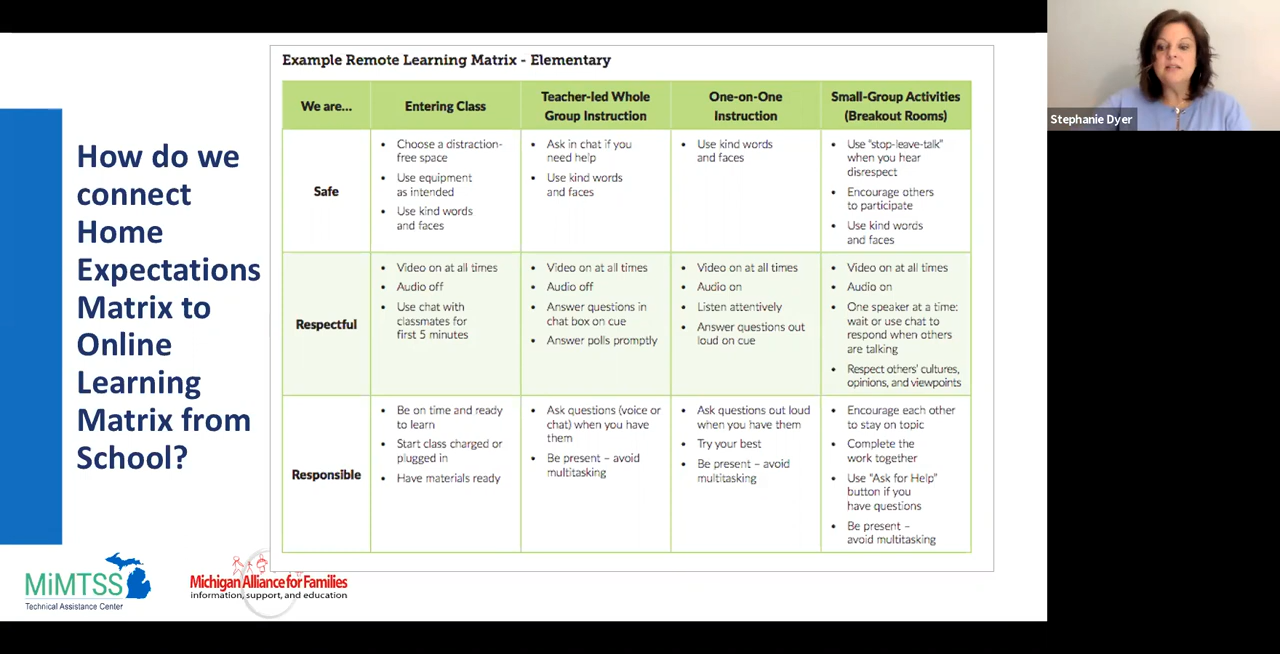 How do we
connect
Home
Expectations
Matrix to
Online
Learning
Matrix from
School?
Example Remote Learning Matrix - Elementary
We are...
Entering Class
Teacher-led Whole
Group Instruction
One-on-One
Instruction
Small-Group Activities
(Breakout Rooms)
Safe
• Choose a distraction-
free space
• Use equipment
as intended
• Use kind words
and faces
• Ask in chat if you
need help
• Use kind words
and faces
• Use kind words
and faces
• Use "stop-leave-talk"
when you hear
disrespect
• Encourage others
to participate
• Use kind words
and faces
Respectful
• Video on at all times
• Audio off
• Use chat with
classmates for
first 5 minutes
• Video on at all times
• Audio off
• Answer questions in
chat box on cue
• Answer polls promptly
• Video on at all times
• Audio on
• Listen attentively
• Answer questions out
loud on cue
• Video on at all times
• Audio on
• One speaker at a time:
wait or use chat to
respond when others
are talking
• Respect others' cultures,
opinions, and viewpoints
Responsible
• Be on time and ready
to learn
• Start class charged or
plugged in
• Have materials ready
• Ask questions (voice or
chat) when you have
them
• Be present – avoid
multitasking
• Ask questions out loud
when you have them
• Try your best
• Be present – avoid
multitasking
• Encourage each other
to stay on topic
• Complete the
work together
• Use "Ask for Help"
button if you
have questions
• Be present –
avoid multitasking
MiMTSS
Technical Assistance Center
Michigan Alliance for Families
information, support, and education
Stephanie Dyer